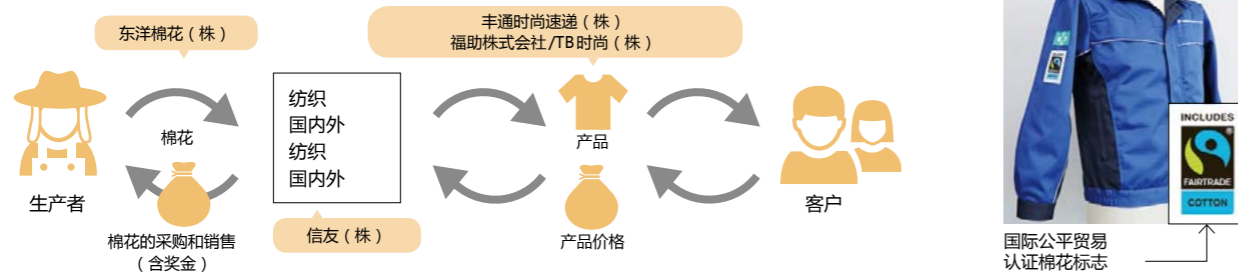 东洋棉花（株）
丰通时尚速递（株）
福助株式会社/TB时尚（株）
纺织
国内外
纺织
国内外
棉花
产品
生产者
客户
棉花的采购和销售
（含奖金）
信友（株）
产品价格
INCLUDES
FAIRTRADE
COTTON
国际公平贸易
认证棉花标志